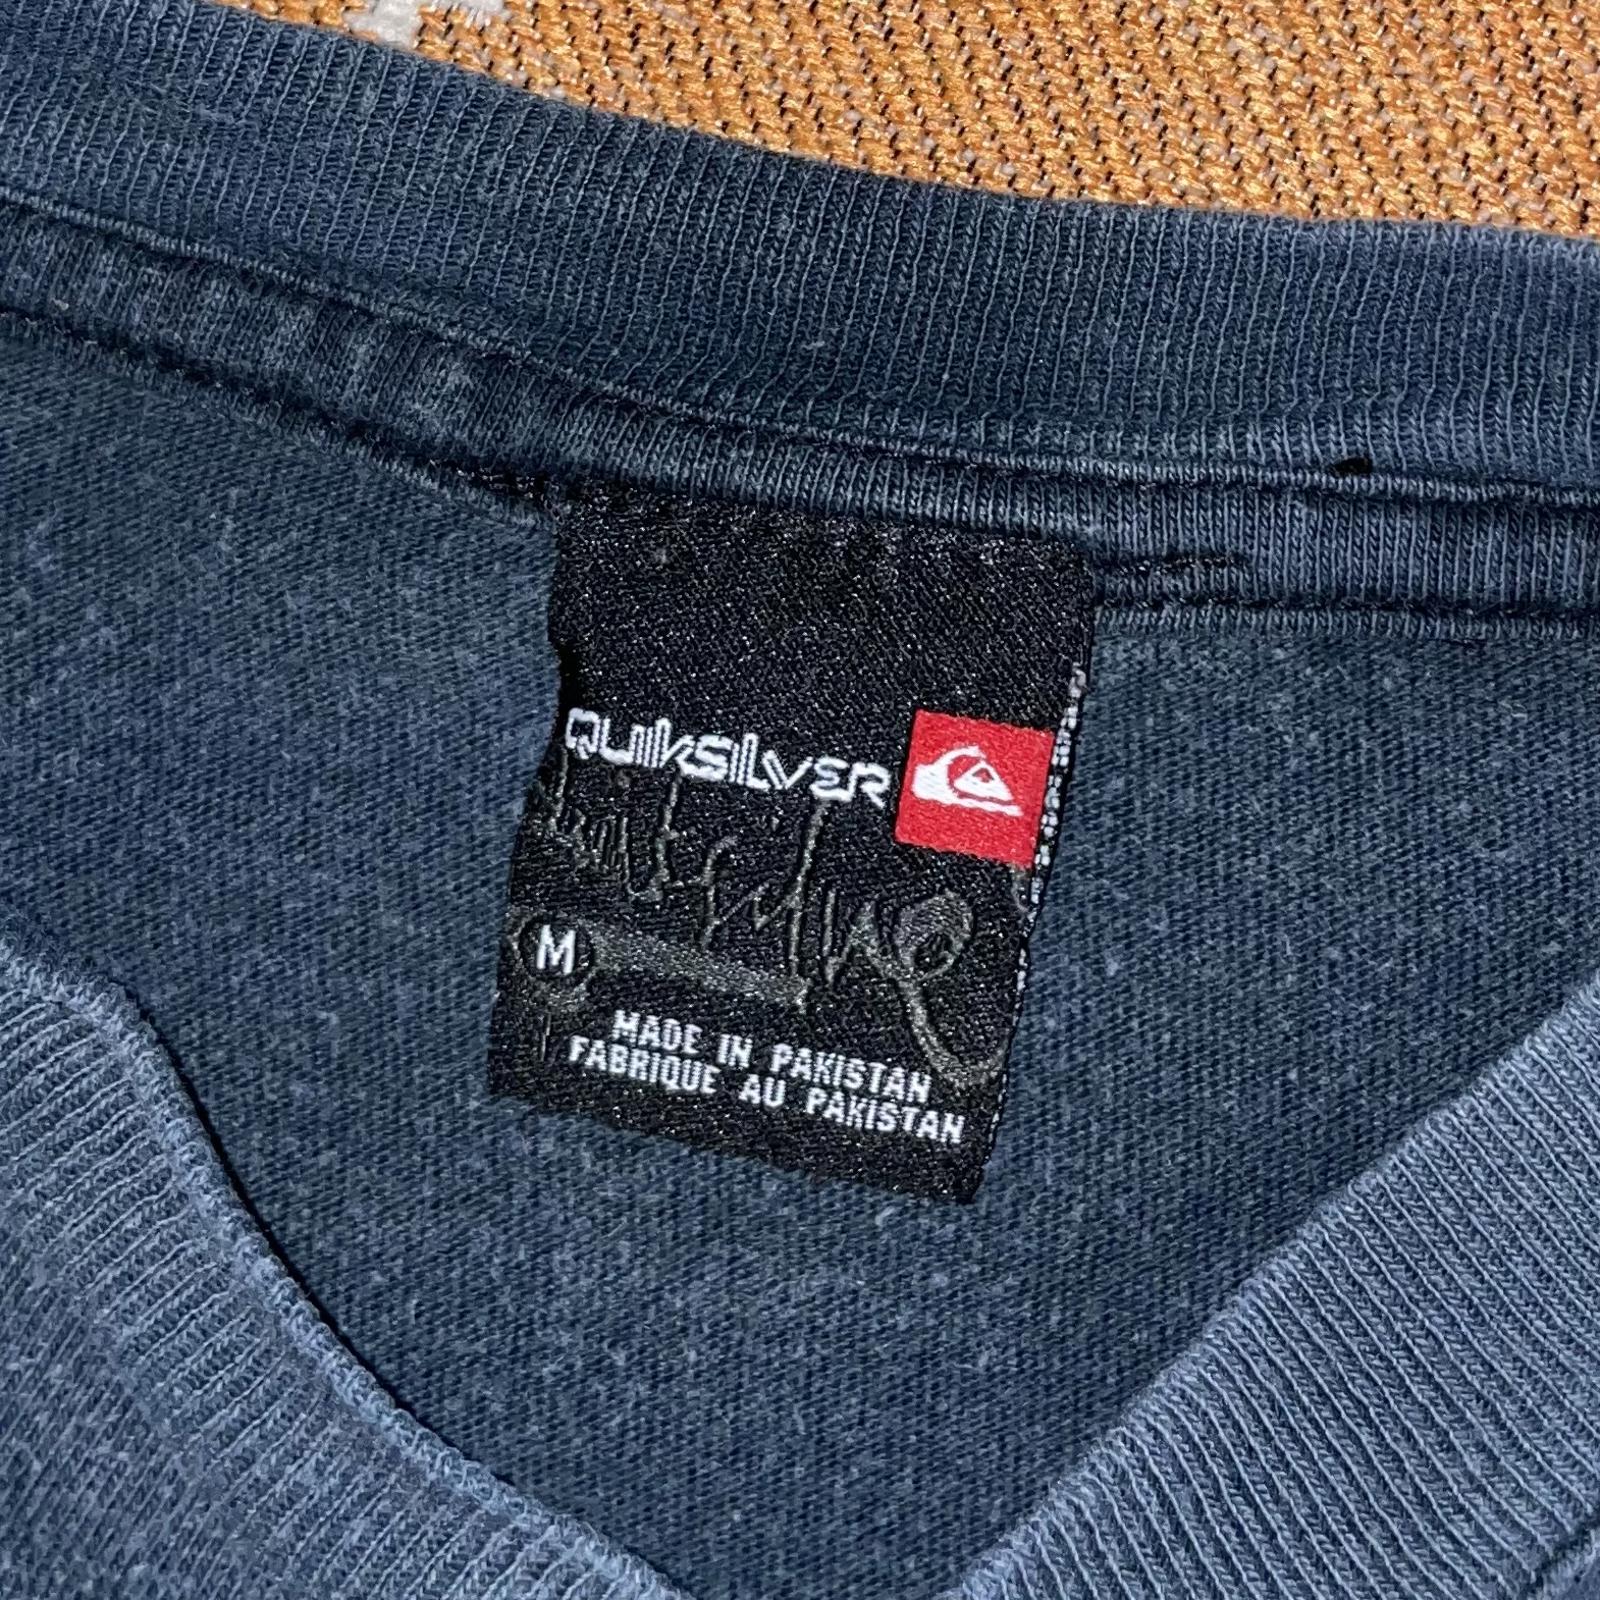 QUIKSILVER
M
MADE IN PAKISTAN
FABRIQUE AU PAKISTAN